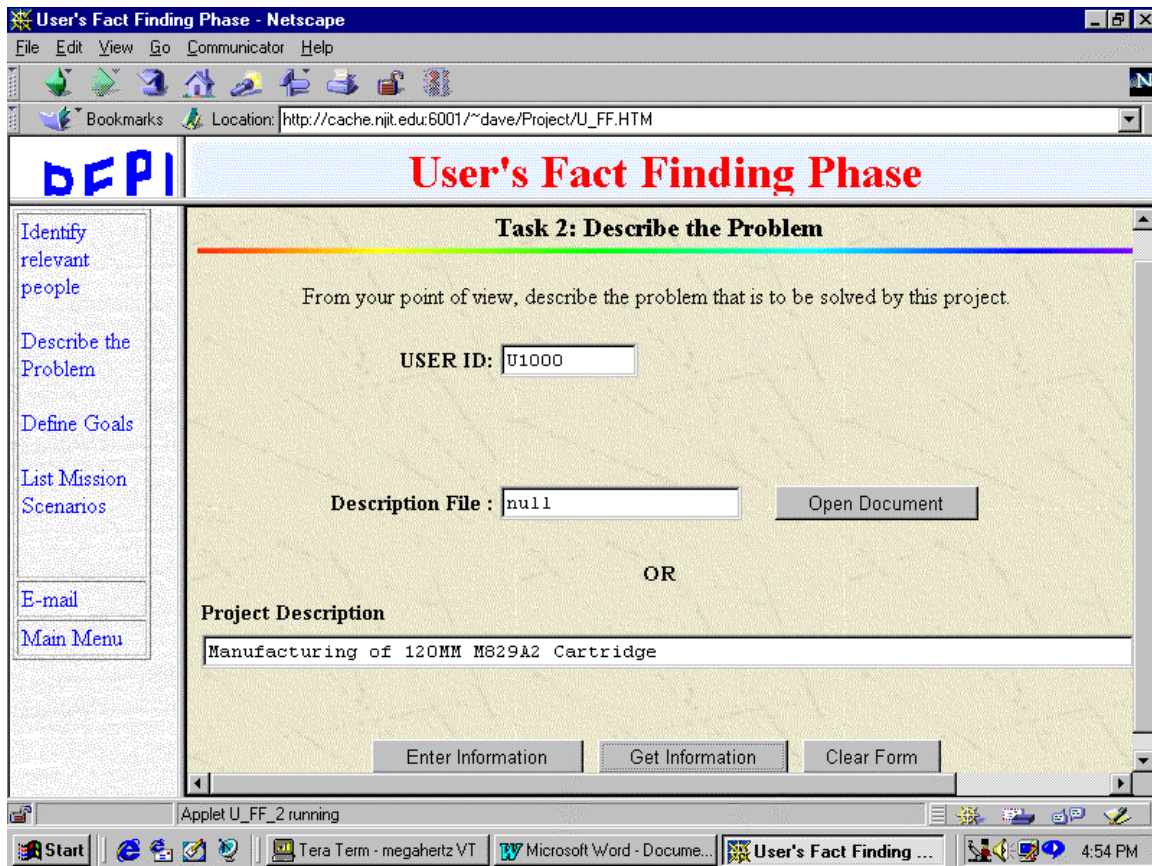 User's Fact Finding Phase - Netscape
File Edit View Go Communicator Help
N
Bookmarks Location: http://cache.njit.edu:6001/~dave/Project/U_FF.HTM
DFPI
User's Fact Finding Phase
Identify
relevant
people
Describe the
Problem
Define Goals
List Mission
Scenarios
E-mail
Main Menu
Task 2: Describe the Problem
From your point of view, describe the problem that is to be solved by this project.
USER ID: U1000
Description File : null Open Document
OR
Project Description
Manufacturing of 120MM M829A2 Cartridge
Enter Information Get Information Clear Form
Applet U_FF_2 running
Start Tera Term - megahertz VT Microsoft Word - Docume... User's Fact Finding ... 4:54 PM